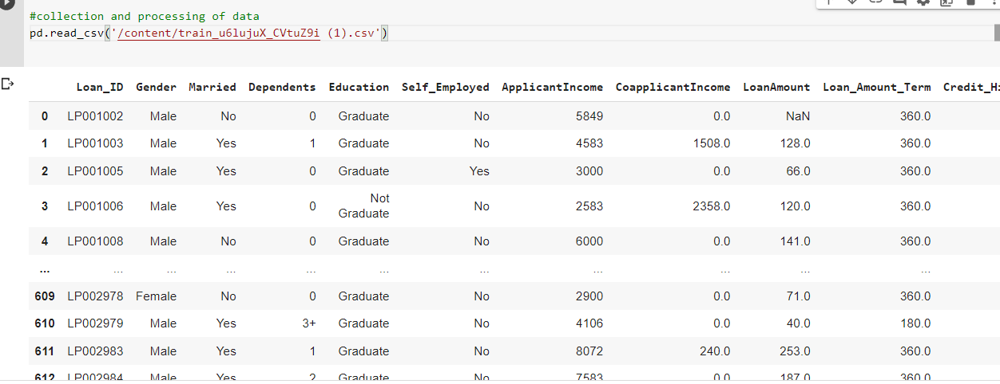 #collection and processing of data
pd.read_csv('/content/train_u6lujuX_CVtuZ9i (1).csv')
Loan_ID Gender Married Dependents Education Self_Employed ApplicantIncome CoapplicantIncome LoanAmount Loan_Amount_Term Credit_Hi
0 LP001002 Male No 0 Graduate No 5849 0.0 NaN 360.0
1 LP001003 Male Yes 1 Graduate No 4583 1508.0 128.0 360.0
2 LP001005 Male Yes 0 Graduate Yes 3000 0.0 66.0 360.0
3 LP001006 Male Yes 0 Not Graduate No 2583 2358.0 120.0 360.0
4 LP001008 Male No 0 Graduate No 6000 0.0 141.0 360.0
... ... ... ... ... ... ... ... ... ... ...
609 LP002978 Female No 0 Graduate No 2900 0.0 71.0 360.0
610 LP002979 Male Yes 3+ Graduate No 4106 0.0 40.0 180.0
611 LP002983 Male Yes 1 Graduate No 8072 240.0 253.0 360.0
612 LP002984 Male Yes 2 Graduate No 7583 0.0 187.0 360.0